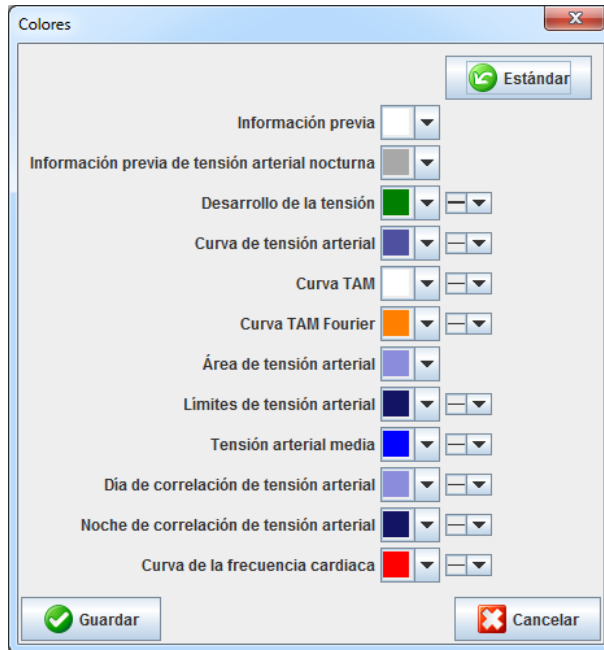 Colores
Estándar
Información previa
Información previa de tensión arterial nocturna
Desarrollo de la tensión
Curva de tensión arterial
Curva TAM
Curva TAM Fourier
Área de tensión arterial
Límites de tensión arterial
Tensión arterial media
Día de correlación de tensión arterial
Noche de correlación de tensión arterial
Curva de la frecuencia cardiaca
Guardar
Cancelar